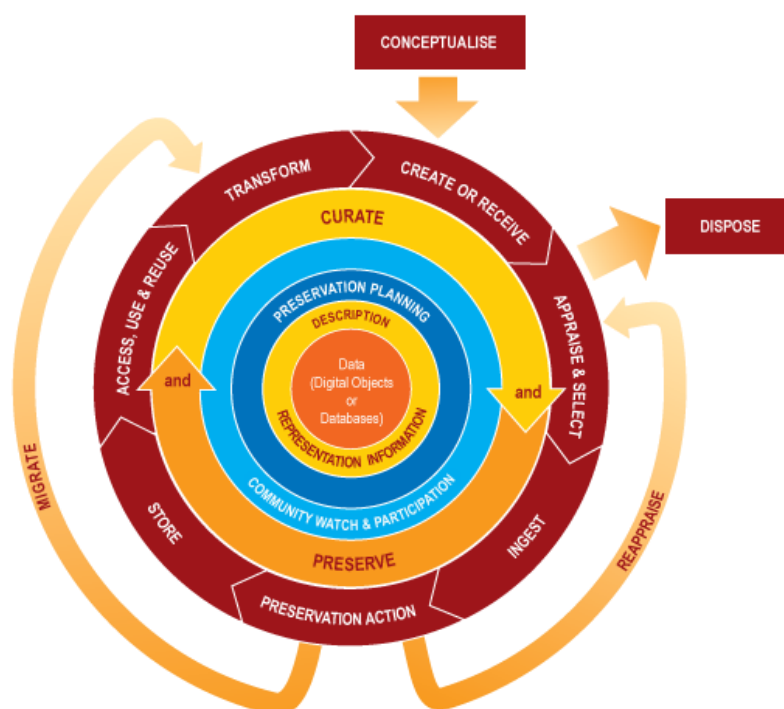 CONCEPTUALISE
TRANSFORM
CREATE OR RECEIVE
DISPOSE
CURATE
ACCESS, USE & REUSE
APPRAISE & SELECT
PRESERVATION PLANNING
DESCRIPTION
Data
(Digital Objects
or
Databases)
and
and
REPRESENTATION INFORMATION
COMMUNITY WATCH & PARTICIPATION
MIGRATE
STORE
INGEST
REAPPRAISE
PRESERVE
PRESERVATION ACTION